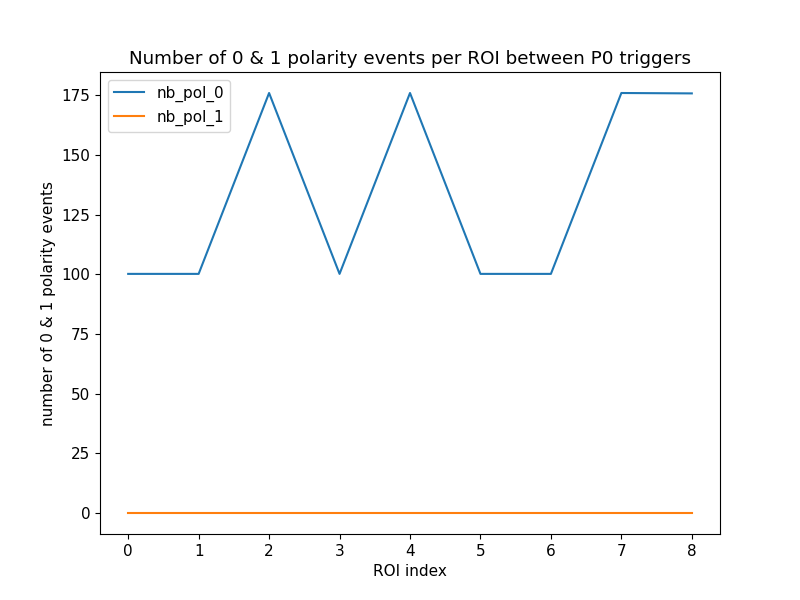 Number of 0 & 1 polarity events per ROI between P0 triggers
nb_pol_0
nb_pol_1
number of 0 & 1 polarity events
175
150
125
100
75
50
25
0
0 1 2 3 4 5 6 7 8
ROI index